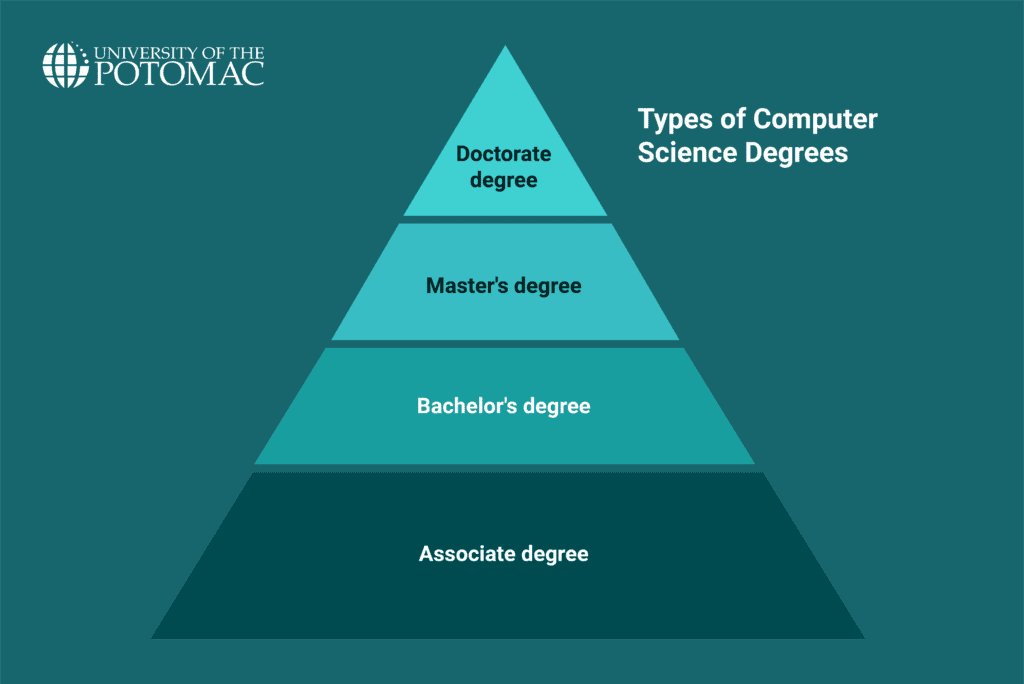 UNIVERSITY OF THE
POTOMAC
Types of Computer
Science Degrees
Doctorate
degree
Master's degree
Bachelor's degree
Associate degree